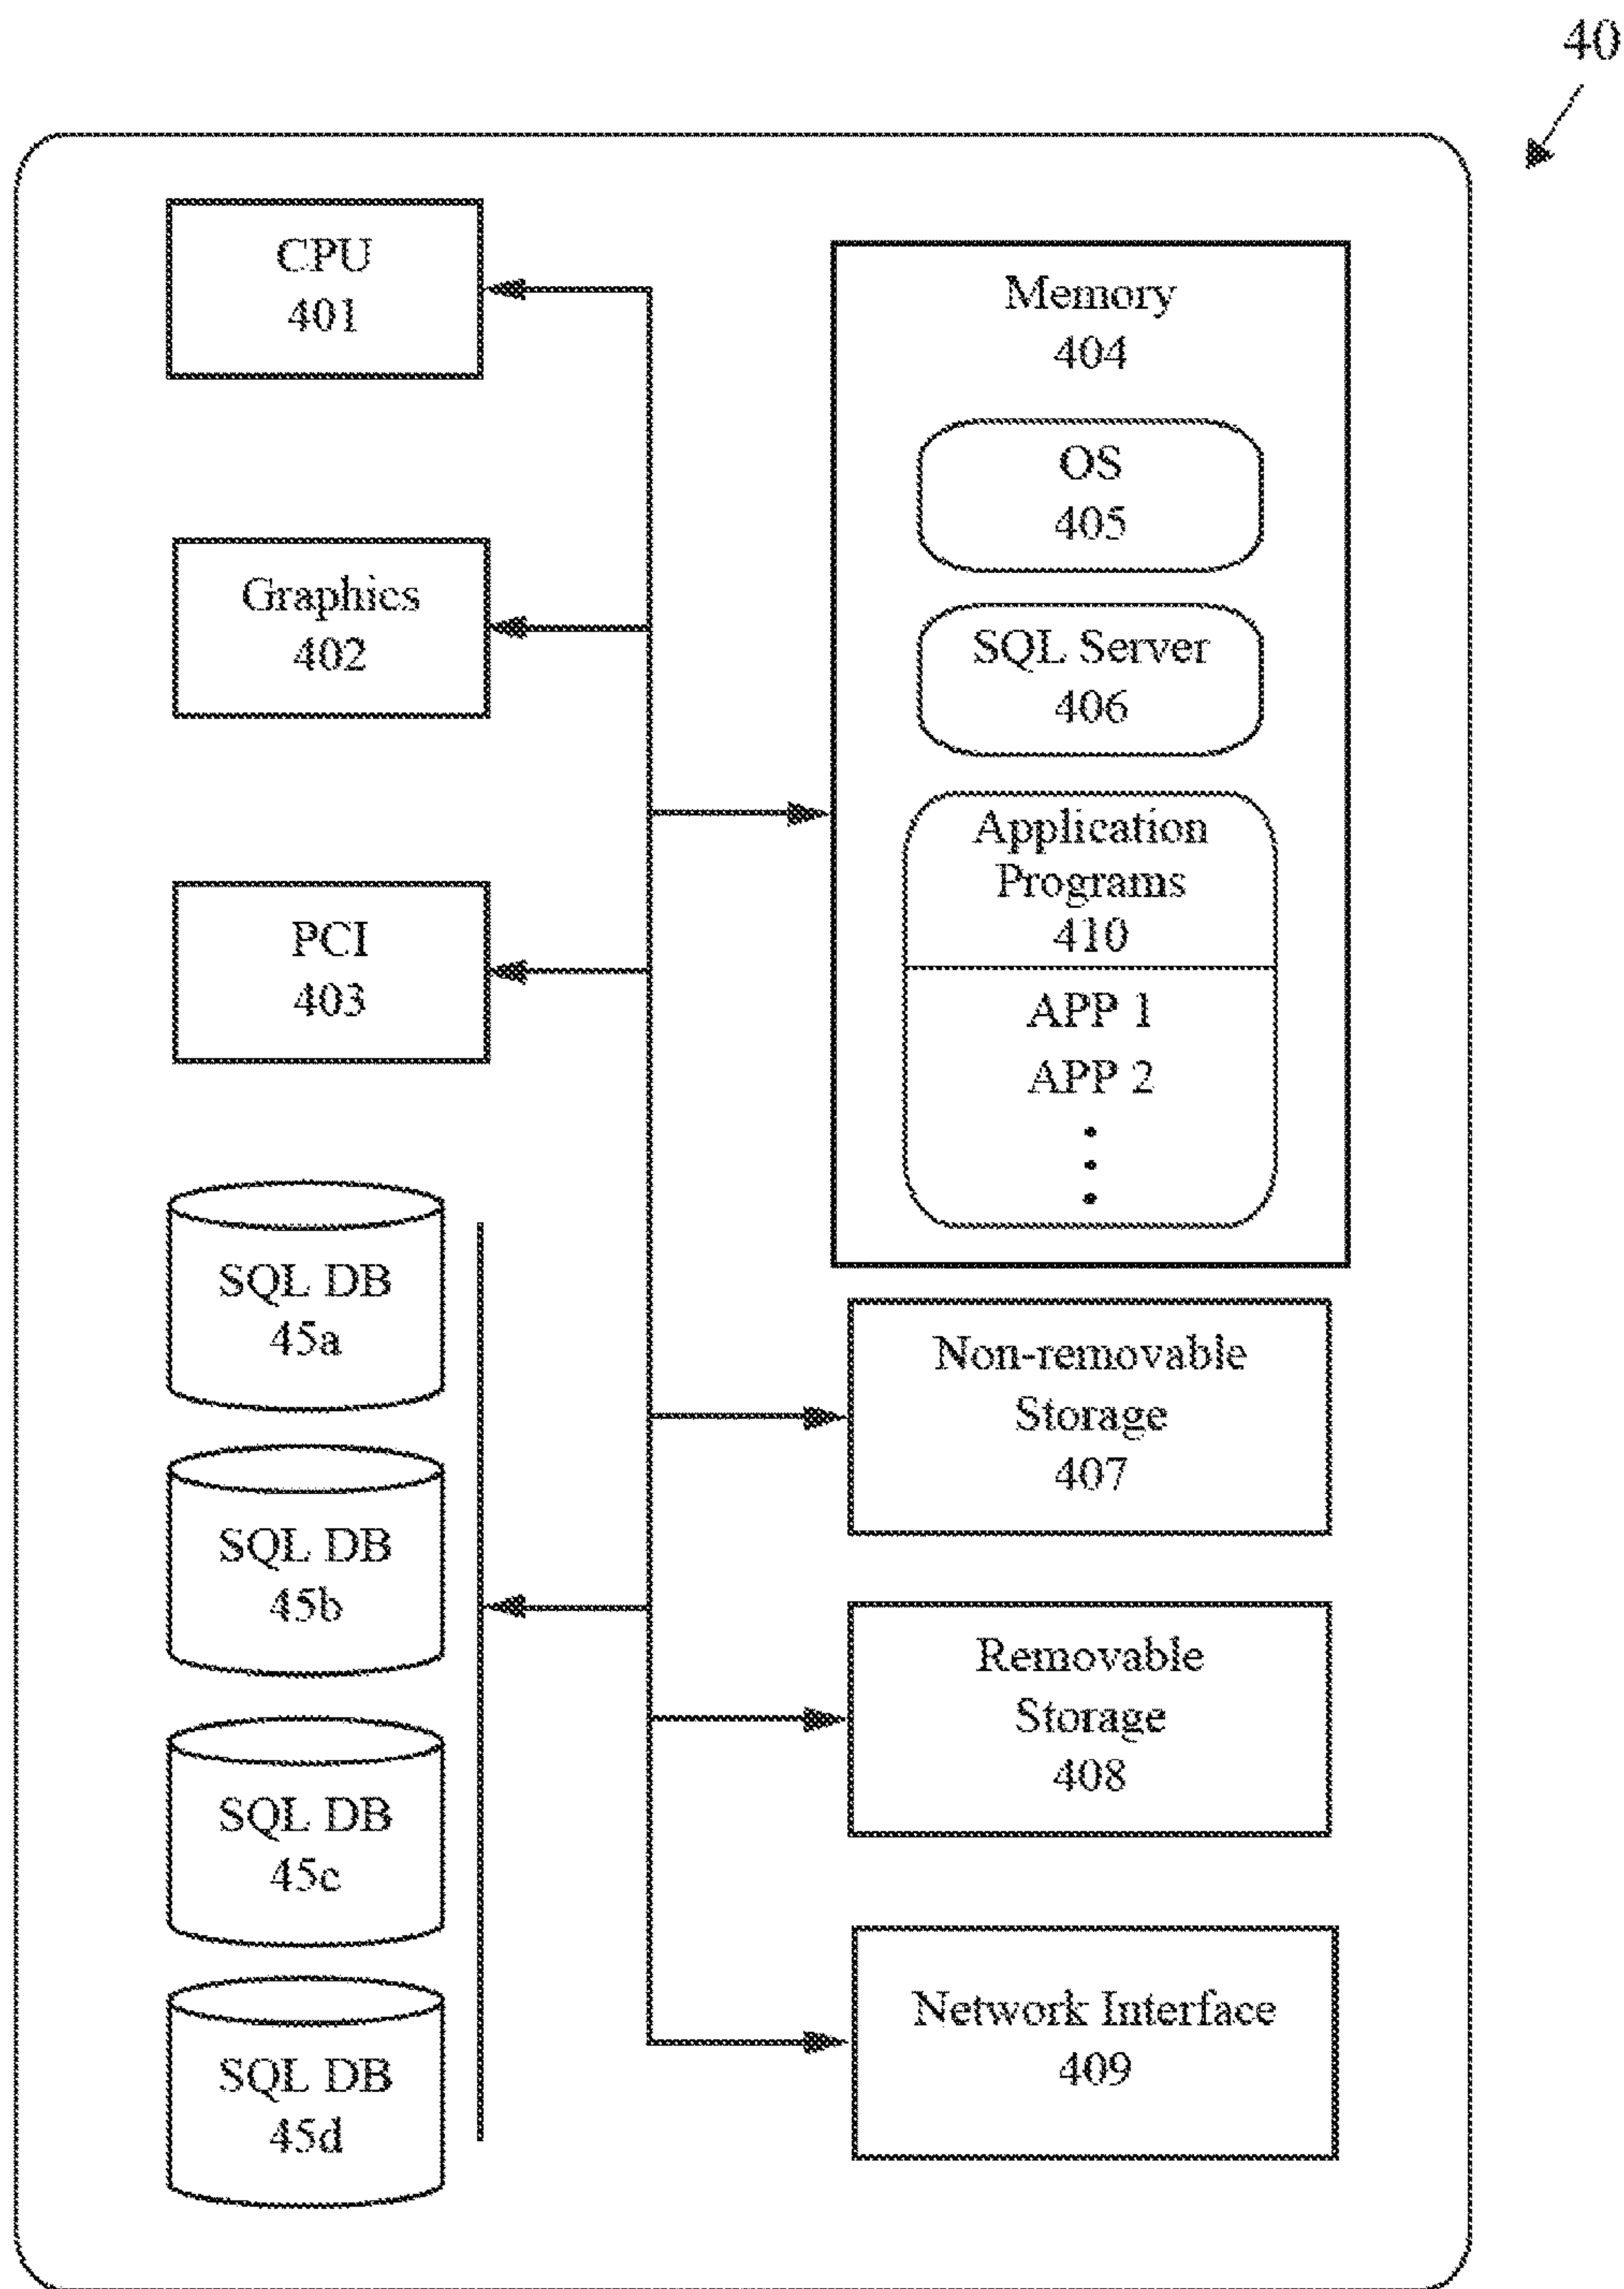 40
CPU
401
Graphics
402
PCI
403
SQL DB
45a
SQL DB
45b
SQL DB
45c
SQL DB
45d
Memory
404
OS
405
SQL Server
406
Application
Programs
410
APP 1
APP 2
Non-removable
Storage
407
Removable
Storage
408
Network Interface
409